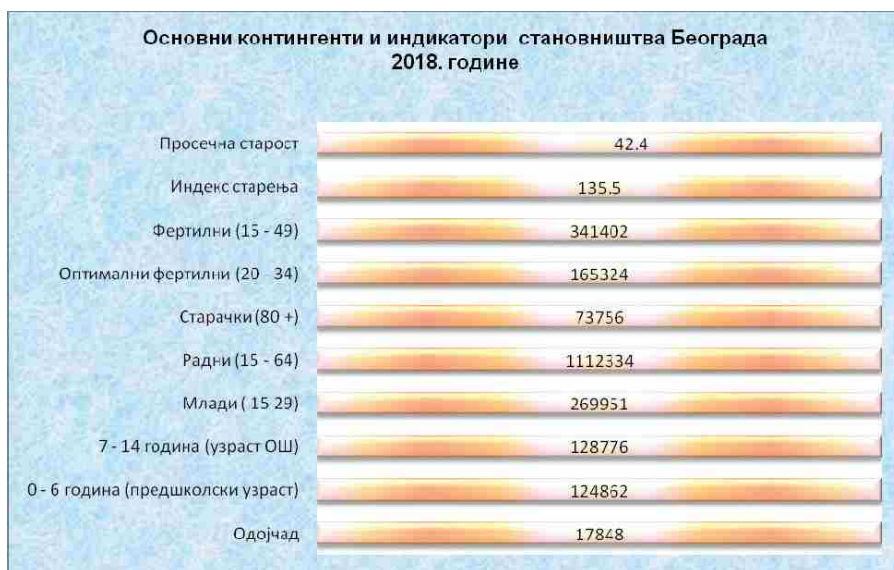 Основни контингенти и индикатори становништва Београда
2018. године
Просечна старост 42.4
Индекс старења 135.5
Фертилни (15 - 49) 341402
Оптимални фертилни (20 - 34) 165324
Старачки (80 +) 73756
Радни (15 - 64) 1112334
Млади ( 15 29) 269951
7 - 14 година (узраст ОШ) 128776
0 - 6 година (предшколски узраст) 124862
Одојчад 17848